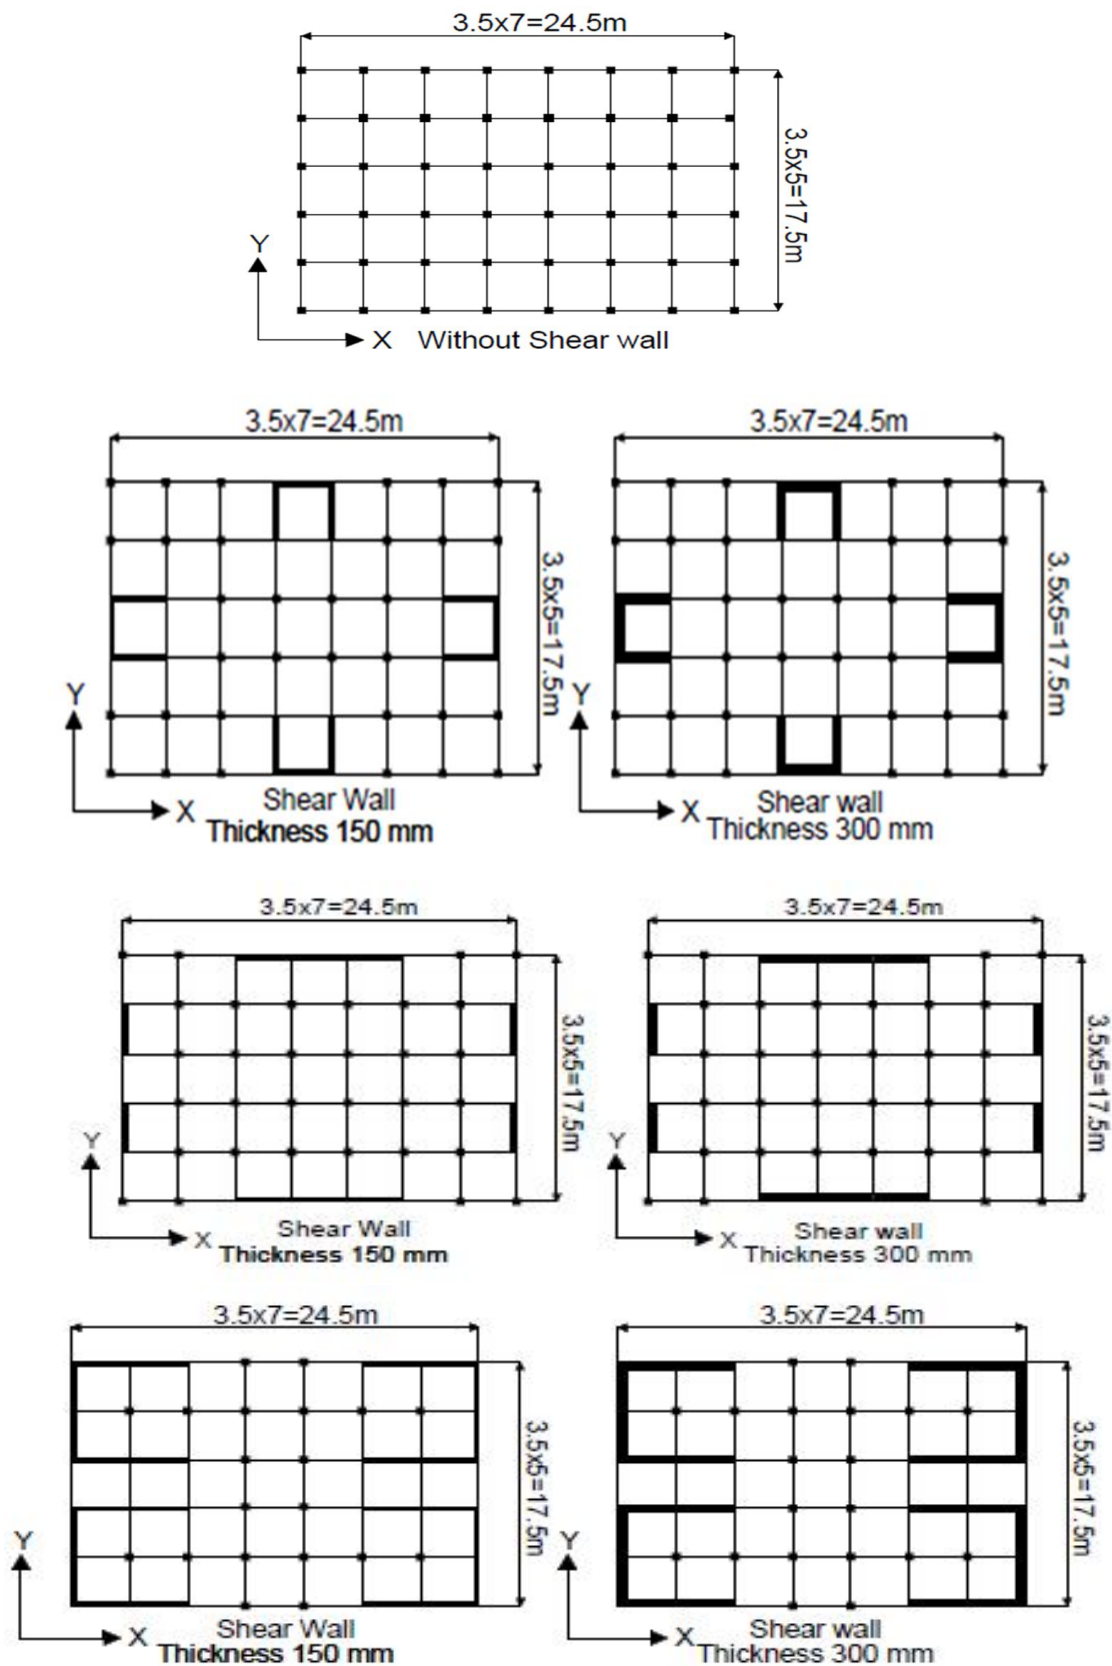 3.5x7=24.5m
3.5x5=17.5m
Y
X Without Shear wall
3.5x7=24.5m
3.5x5=17.5m
Y
X
Shear Wall
Thickness 150 mm
3.5x7=24.5m
3.5x5=17.5m
Y
X
Shear wall
Thickness 300 mm
3.5x7=24.5m
3.5x5=17.5m
Y
X
Shear Wall
Thickness 150 mm
3.5x7=24.5m
3.5x5=17.5m
Y
X
Shear wall
Thickness 300 mm
3.5x7=24.5m
3.5x5=17.5m
Y
X
Shear Wall
Thickness 150 mm
3.5x7=24.5m
3.5x5=17.5m
Y
X
Shear wall
Thickness 300 mm